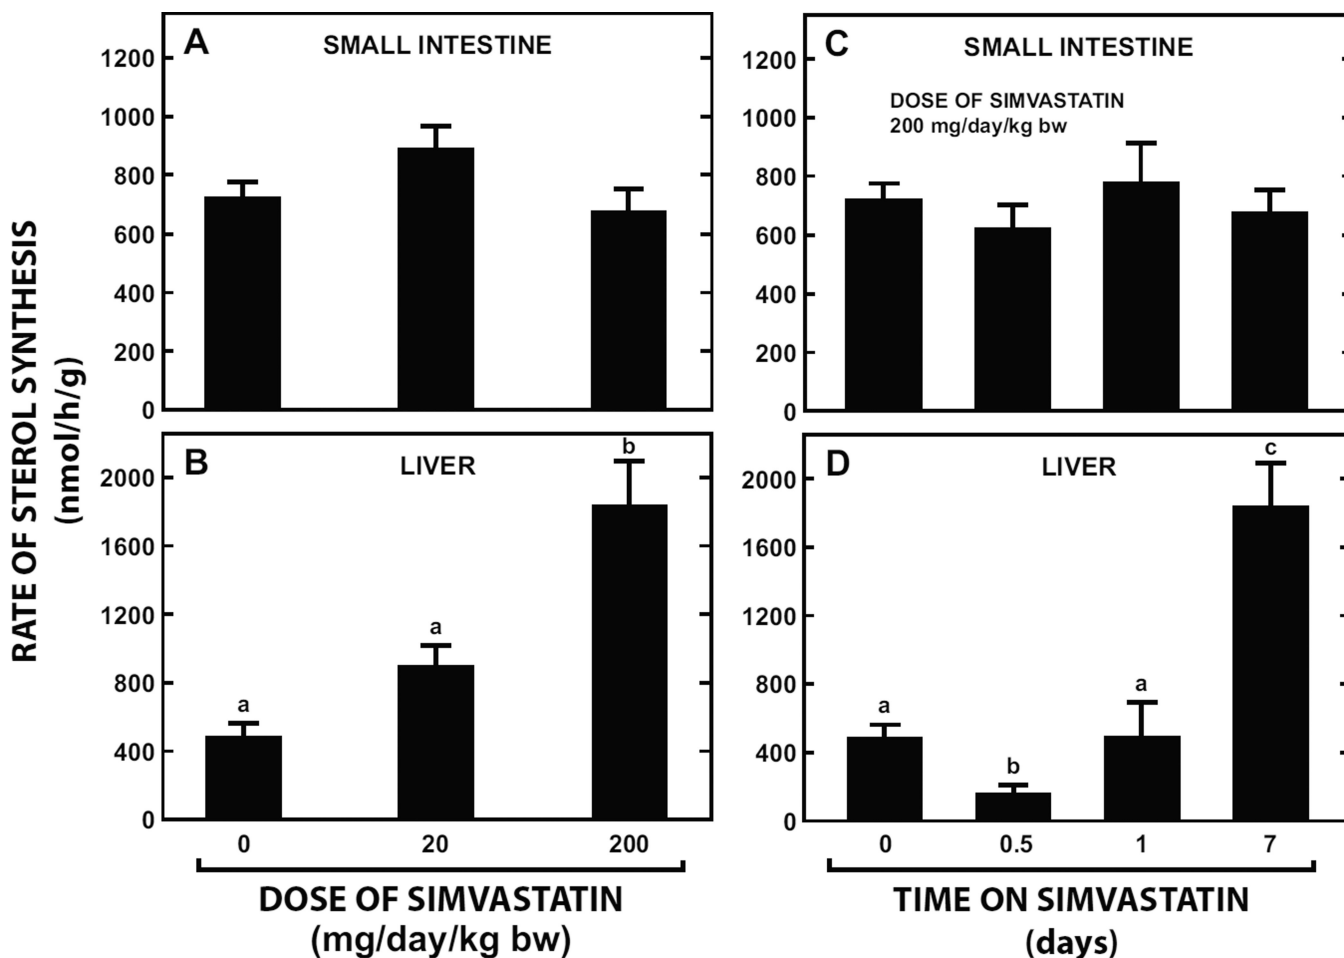 RATE OF STEROL SYNTHESIS
(nmol/h/g)
A
SMALL INTESTINE
1200
1000
800
600
400
200
0
B
LIVER
2000
1600
1200
800
400
0
a
a
b
0 20 200
DOSE OF SIMVASTATIN
(mg/day/kg bw)
C
SMALL INTESTINE
DOSE OF SIMVASTATIN
200 mg/day/kg bw
1200
1000
800
600
400
200
0
D
LIVER
2000
1600
1200
800
400
0
a
b
a
c
0 0.5 1 7
TIME ON SIMVASTATIN
(days)